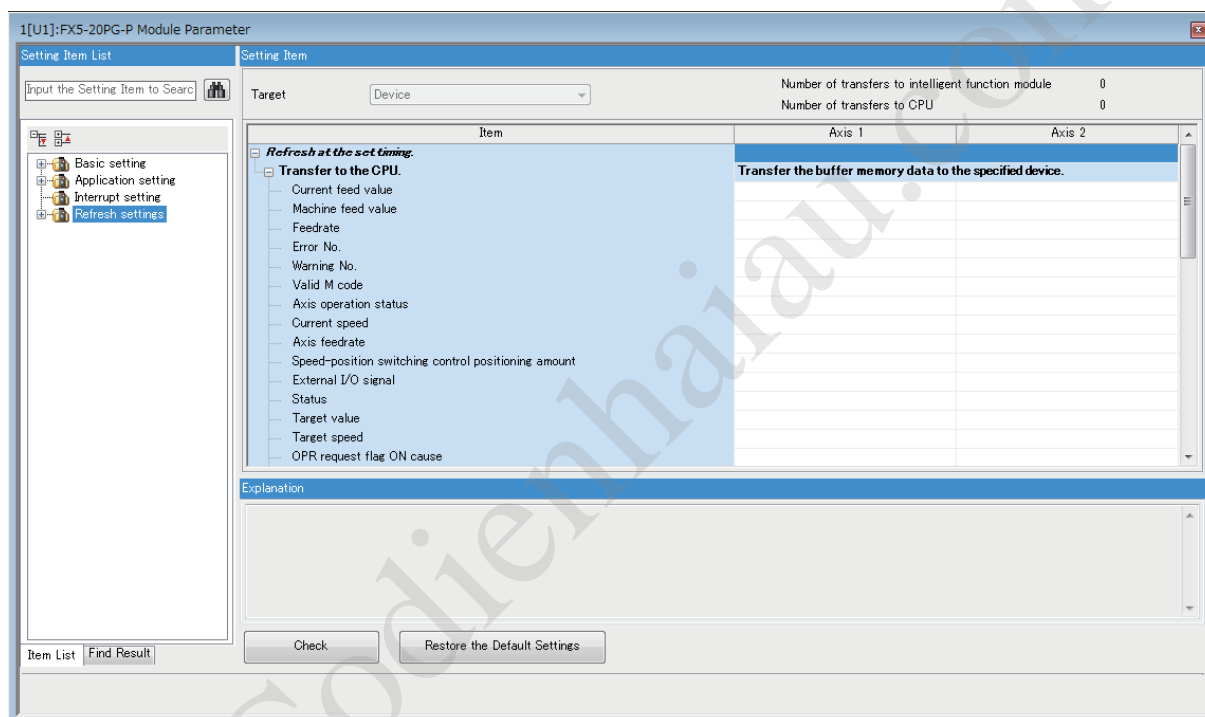 1[U1]:FX5-20PG-P Module Parameter
Setting Item List
Setting Item
Input the Setting Item to Searc
Target
Device
Number of transfers to intelligent function module 0
Number of transfers to CPU 0
Item Axis 1 Axis 2
Refresh at the set timing.
Transfer to the CPU. Transfer the buffer memory data to the specified device.
Current feed value
Machine feed value
Feedrate
Error No.
Warning No.
Valid M code
Axis operation status
Current speed
Axis feedrate
Speed-position switching control positioning amount
External I/O signal
Status
Target value
Target speed
OPR request flag ON cause
Basic setting
Application setting
Interrupt setting
Refresh settings
Explanation
Item List
Find Result
Check
Restore the Default Settings
Codienhaiau.com